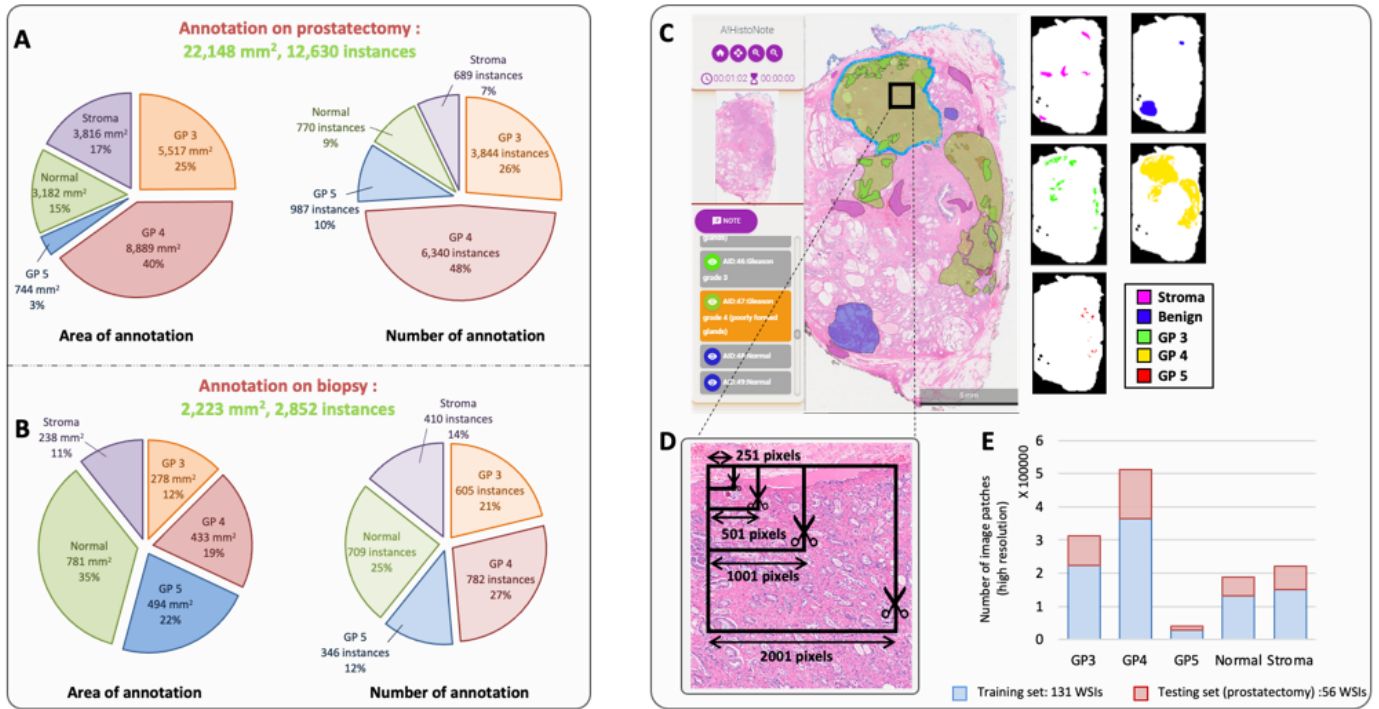 A
Annotation on prostatectomy :
22,148 mm², 12,630 instances
Stroma
3,816 mm²
17%
GP 3
5,517 mm²
25%
Normal
3,182 mm²
15%
8,889 mm²
40%
GP 5
744 mm²
3%
Area of annotation
Stroma
689 instances
7%
Normal
770 instances
9%
GP 3
3,844 instances
26%
GP 5
987 instances
10%
GP 4
6,340 instances
48%
Number of annotation
Annotation on biopsy :
2,223 mm², 2,852 instances
B
Stroma
238 mm²
11%
GP 3
278 mm²
12%
GP 4
433 mm²
19%
Normal
781 mm²
35%
GP 5
494 mm²
22%
Area of annotation
Stroma
410 instances
14%
GP 3
605 instances
21%
Normal
709 instances
25%
GP 4
782 instances
27%
GP 5
346 instances
12%
Number of annotation
C
A!HistoNote
00:01:02 00:00:00
NOTE
glands)
AID:46:Gleason
grade 3
AID:47:Gleason
grade 4 (poorly formed
glands)
AID:48:Normal
AID:49:Normal
5 mm
Stroma
Benign
GP 3
GP 4
GP 5
D
251 pixels
501 pixels
1001 pixels
2001 pixels
E
Number of image patches
(high resolution)
X 100000
6
5
4
3
2
1
0
GP3 GP4 GP5 Normal Stroma
Training set: 131 WSIs
Testing set (prostatectomy) :56 WSIs